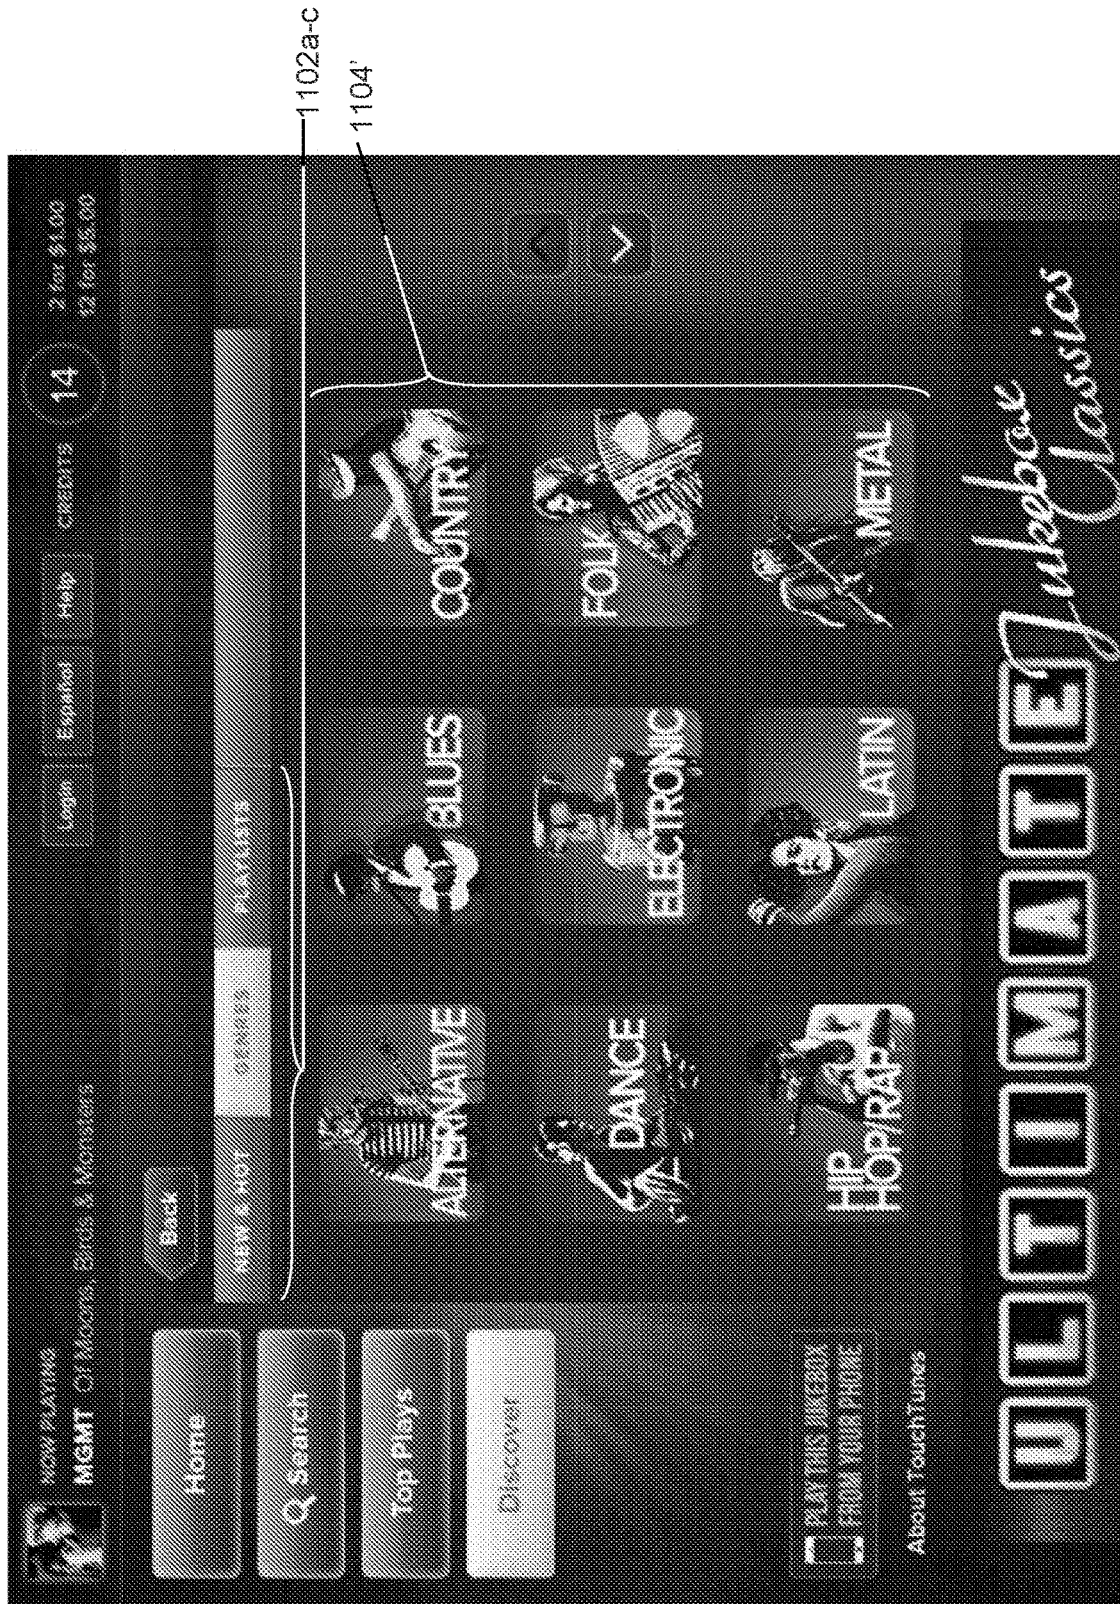 NOW PLAYING
MGMT Of Moons, Birds & Monsters
Login
Español
Help
CREDITS
14
2 for $1.00
12 for $5.00
Back
Home
Search
Top Plays
Discover
NEW & HOT
GENRES
PLAYLISTS
1102a-c
1104'
ALTERNATIVE
BLUES
COUNTRY
DANCE
ELECTRONIC
FOLK
HIP
HOP/RAP
LATIN
METAL
PLAY THIS JUKEBOX
FROM YOUR PHONE
About TouchTunes
ULTIMATE Jukebox
Classics